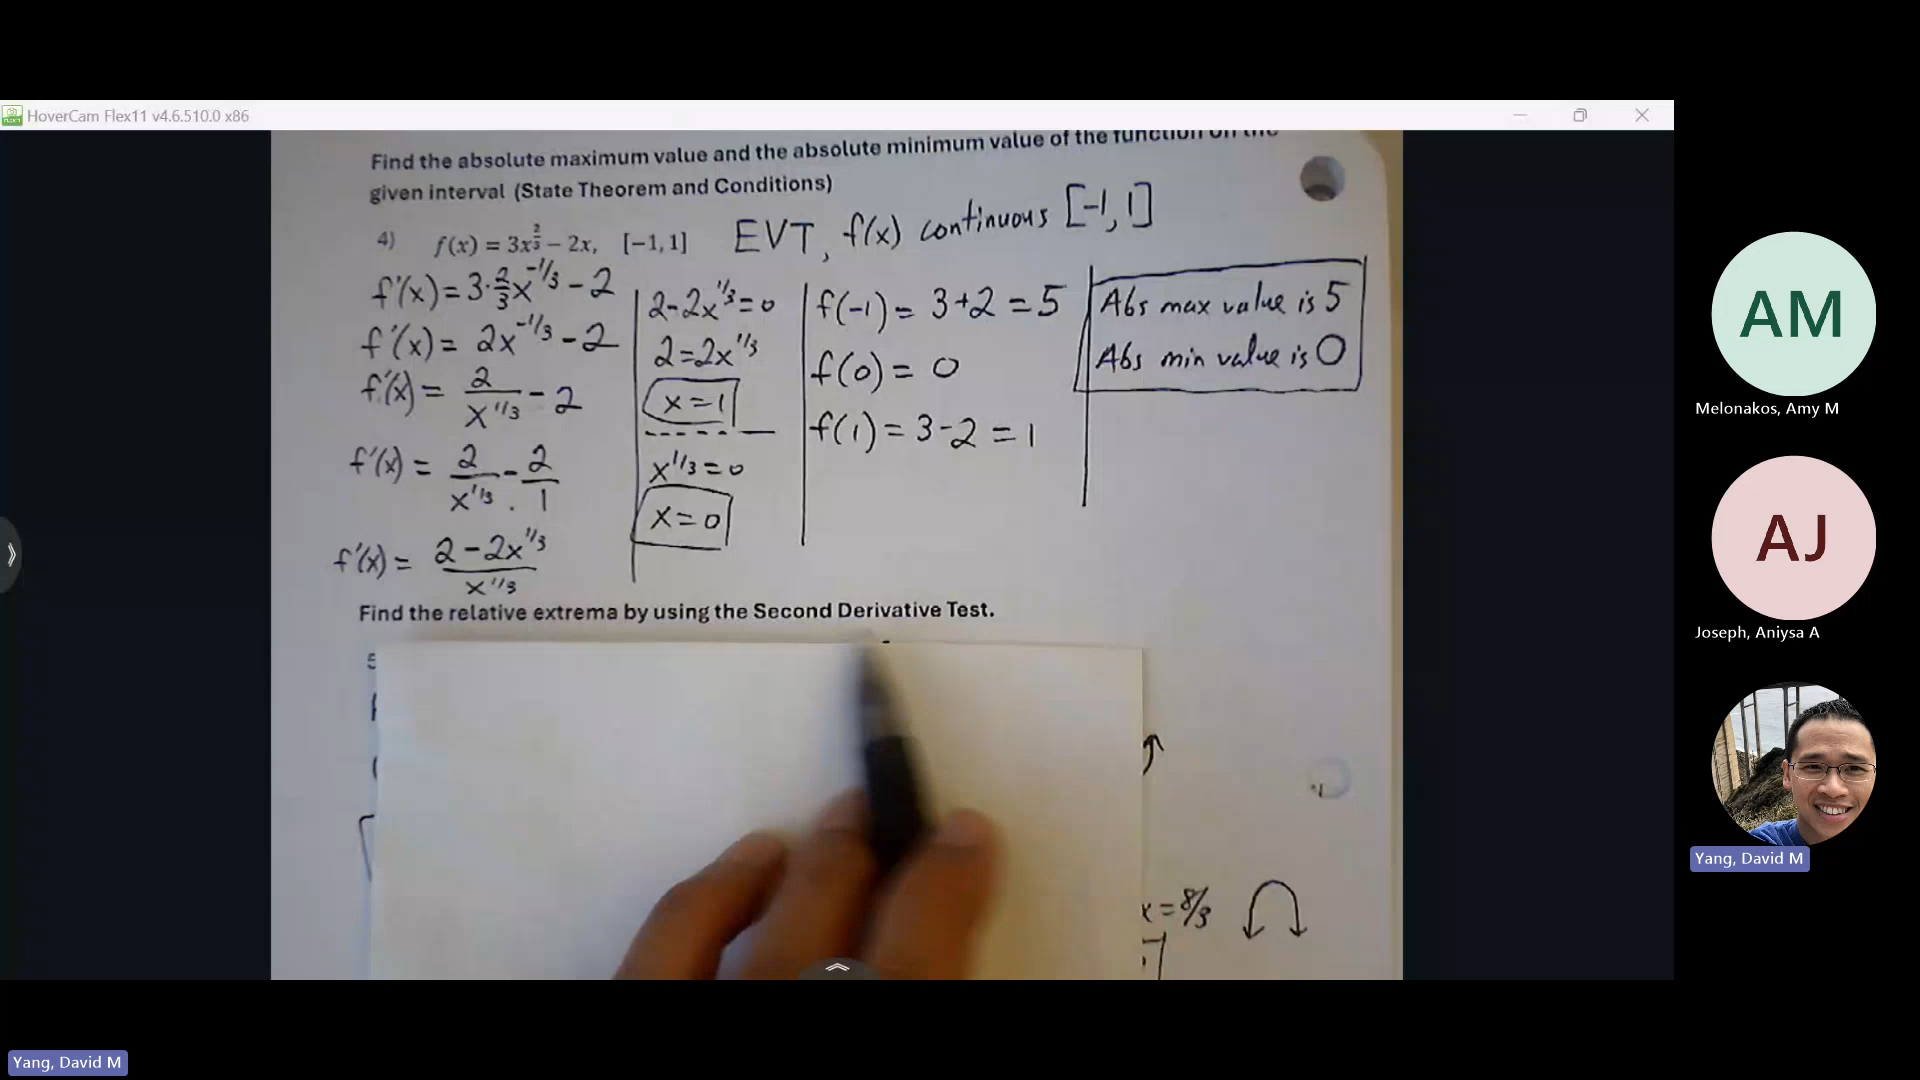 HoverCam Flex11 v4.6.510.0 x86
Find the absolute maximum value and the absolute minimum value of the function on the
given interval (State Theorem and Conditions)
4) f(x) = 3x^(2/3) − 2x, [−1, 1]
EVT, f(x) continuous [-1, 1]
f'(x) = 3·2/3 x^(-1/3) − 2
f'(x) = 2x^(-1/3) − 2
f'(x) = 2/x^(1/3) − 2
f'(x) = 2/x^(1/3) − 2/1
f'(x) = (2 − 2x^(1/3))/x^(1/3)
2 - 2x^(1/3) = 0
2 = 2x^(1/3)
x = 1
x^(1/3) = 0
x = 0
f(-1) = 3 + 2 = 5
f(0) = 0
f(1) = 3 - 2 = 1
Abs max value is 5
Abs min value is 0
Find the relative extrema by using the Second Derivative Test.
x = 8/3
AM
Melonakos, Amy M
AJ
Joseph, Aniysa A
Yang, David M
Yang, David M